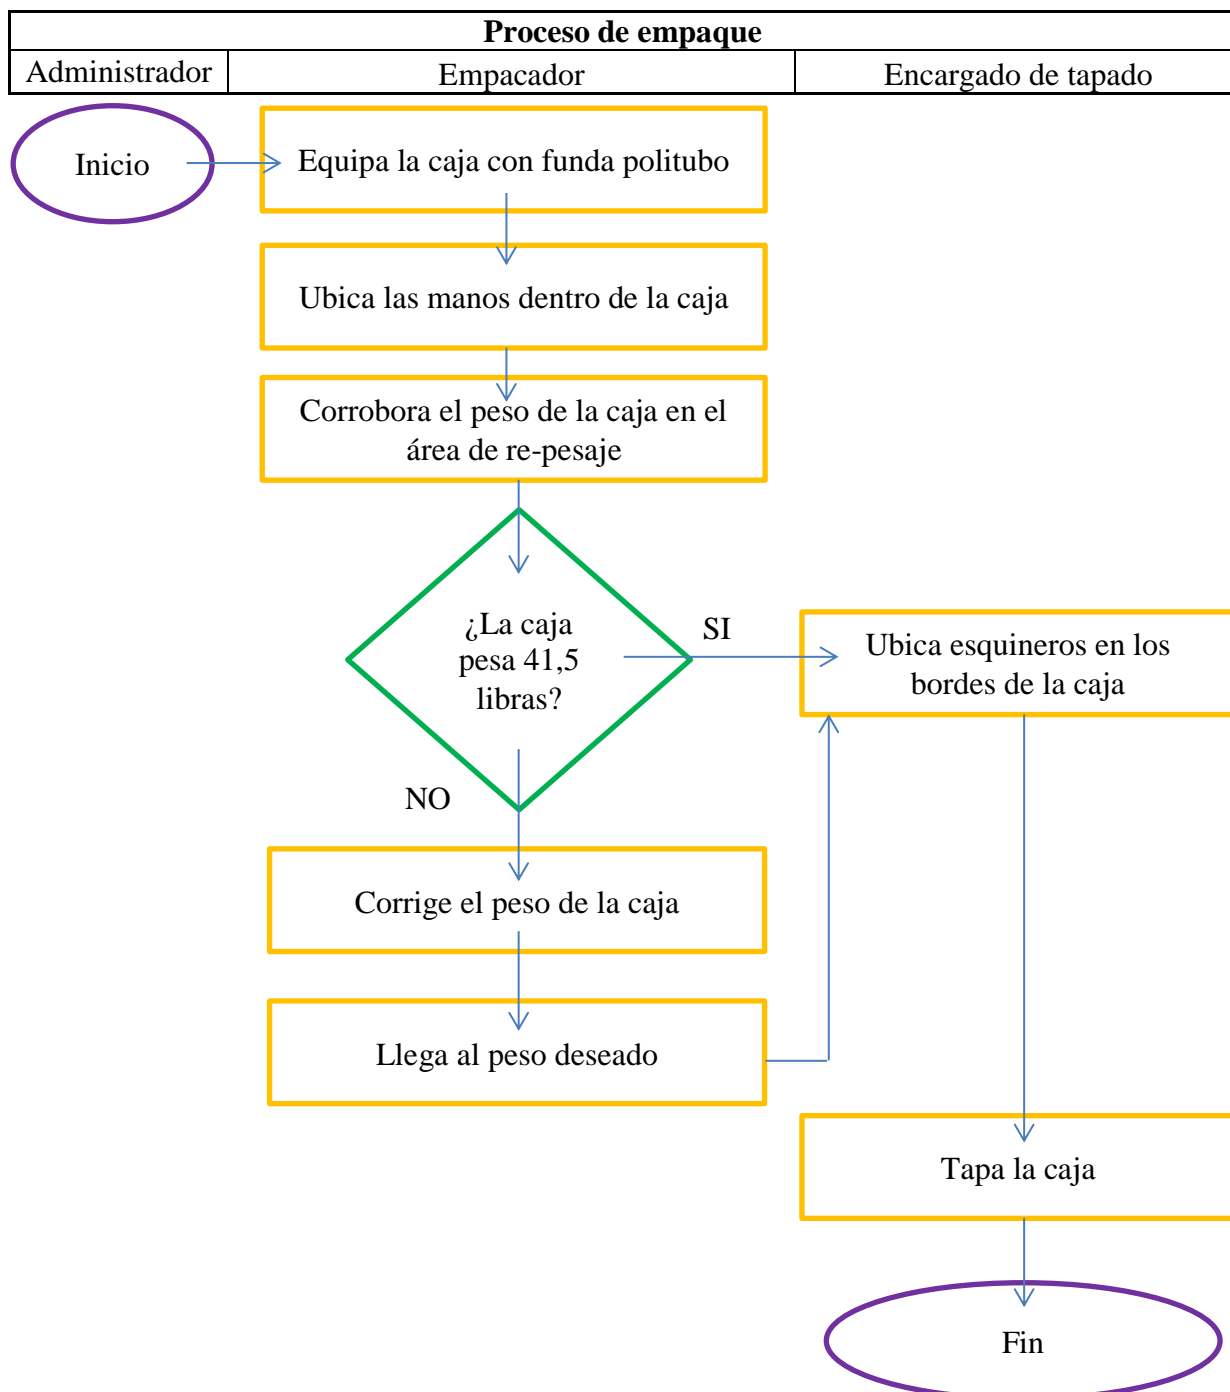 Proceso de empaque
Administrador
Empacador
Encargado de tapado
Inicio
Equipa la caja con funda politubo
Ubica las manos dentro de la caja
Corrobora el peso de la caja en el
área de re-pesaje
¿La caja
pesa 41,5
libras?
SI
Ubica esquineros en los
bordes de la caja
NO
Corrige el peso de la caja
Llega al peso deseado
Tapa la caja
Fin